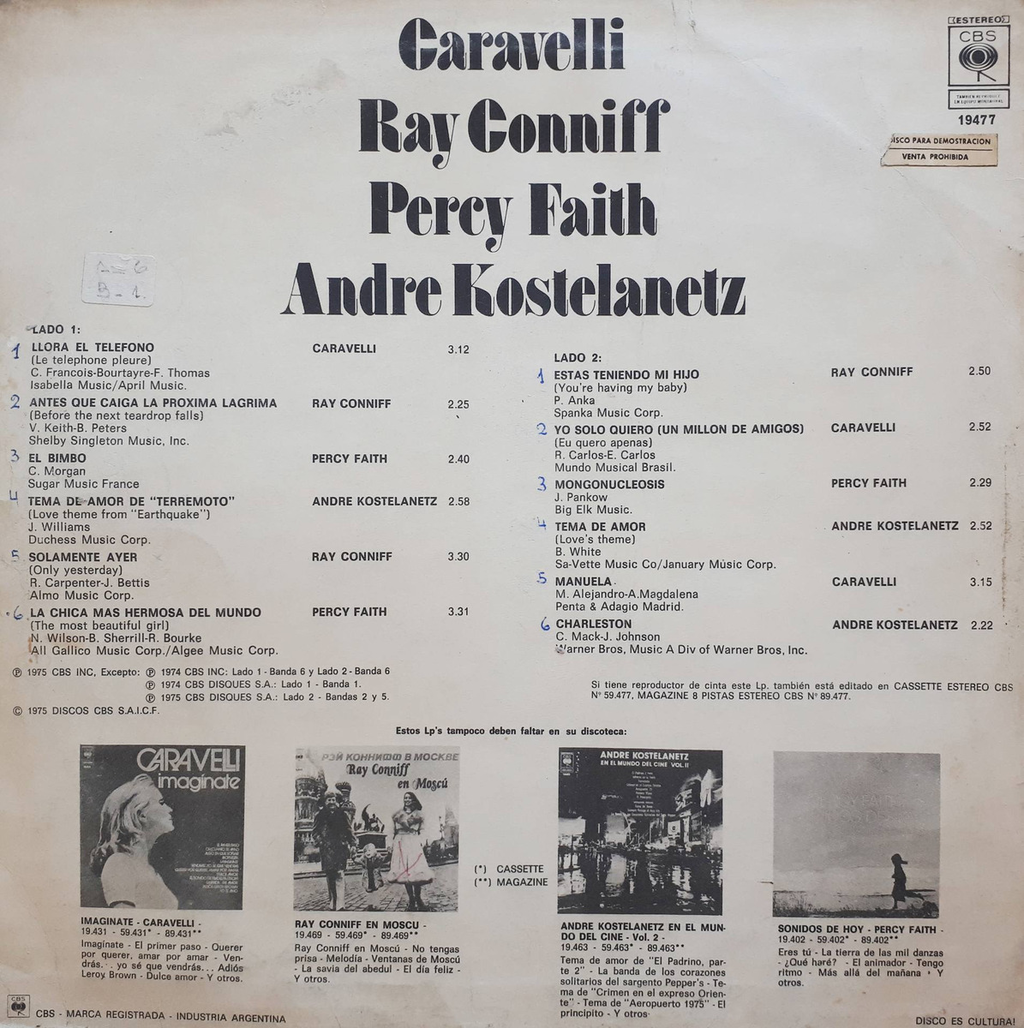 Caravelli
Ray Conniff
Percy Faith
Andre Kostelanetz
ESTEREO
CBS
19477
DISCO PARA DEMOSTRACION
VENTA PROHIBIDA
LADO 1:
1 LLORA EL TELEFONO CARAVELLI 3.12
(Le telephone pleure)
C. Francois-Bourtayre-F. Thomas
Isabella Music/April Music.
2 ANTES QUE CAIGA LA PROXIMA LAGRIMA RAY CONNIFF 2.25
(Before the next teardrop falls)
V. Keith-B. Peters
Shelby Singleton Music, Inc.
3 EL BIMBO PERCY FAITH 2.40
C. Morgan
Sugar Music France
4 TEMA DE AMOR DE "TERREMOTO" ANDRE KOSTELANETZ 2.58
(Love theme from "Earthquake")
J. Williams
Duchess Music Corp.
5 SOLAMENTE AYER RAY CONNIFF 3.30
(Only yesterday)
R. Carpenter-J. Bettis
Almo Music Corp.
6 LA CHICA MAS HERMOSA DEL MUNDO PERCY FAITH 3.31
(The most beautiful girl)
N. Wilson-B. Sherrill-R. Bourke
All Gallico Music Corp./Algee Music Corp.
LADO 2:
1 ESTAS TENIENDO MI HIJO RAY CONNIFF 2.50
(You're having my baby)
P. Anka
Spanka Music Corp.
2 YO SOLO QUIERO (UN MILLON DE AMIGOS) CARAVELLI 2.52
(Eu quero apenas)
R. Carlos-E. Carlos
Mundo Musical Brasil.
3 MONGONUCLEOSIS PERCY FAITH 2.29
J. Pankow
Big Elk Music.
4 TEMA DE AMOR ANDRE KOSTELANETZ 2.52
(Love's theme)
B. White
Sa-Vette Music Co/January Music Corp.
5 MANUELA CARAVELLI 3.15
M. Alejandro-A.Magdalena
Penta & Adagio Madrid.
6 CHARLESTON ANDRE KOSTELANETZ 2.22
C. Mack-J. Johnson
Warner Bros, Music A Div of Warner Bros, Inc.
℗ 1975 CBS INC, Excepto: ℗ 1974 CBS INC: Lado 1 - Banda 6 y Lado 2 - Banda 6
℗ 1974 CBS DISQUES S.A.: Lado 1 - Banda 1.
℗ 1975 CBS DISQUES S.A.: Lado 2 - Bandas 2 y 5.
© 1975 DISCOS CBS S.A.I.C.F.
Si tiene reproductor de cinta este Lp. también está editado en CASSETTE ESTEREO CBS
N° 59.477, MAGAZINE 8 PISTAS ESTEREO CBS N° 89.477.
Estos Lp's tampoco deben faltar en su discoteca:
CARAVELLI
imagínate
РЭЙ КОННИФФ В МОСКВЕ
Ray Conniff
en Moscú
(*) CASSETTE
(**) MAGAZINE
ANDRE KOSTELANETZ
EN EL MUNDO DEL CINE VOL.II
IMAGINATE - CARAVELLI -
19.431 - 59.431* - 89.431**
Imagínate - El primer paso - Querer
por querer, amar por amar - Ven-
drás. . yo sé que vendrás... Adiós
Leroy Brown - Dulce amor - Y otros.
RAY CONNIFF EN MOSCU -
19.469 - 59.469* - 89.469**
Ray Conniff en Moscú - No tengas
prisa - Melodía - Ventanas de Moscú
- La savia del abedul - El día feliz -
Y otros.
ANDRE KOSTELANETZ EN EL MUN-
DO DEL CINE - Vol. 2 -
19.463 - 59.463* - 89.463**
Tema de amor de "El Padrino, par-
te 2" - La banda de los corazones
solitarios del sargento Pepper's - Te-
ma de "Crimen en el expreso Orien-
te" - Tema de "Aeropuerto 1975" - El
principito - Y otros
SONIDOS DE HOY - PERCY FAITH -
19.402 - 59.402* - 89.402**
Eres tú - La tierra de las mil danzas
- ¿Qué haré? - El animador - Tengo
ritmo - Más allá del mañana - Y
otros.
CBS
CBS - MARCA REGISTRADA - INDUSTRIA ARGENTINA
DISCO ES CULTURA!